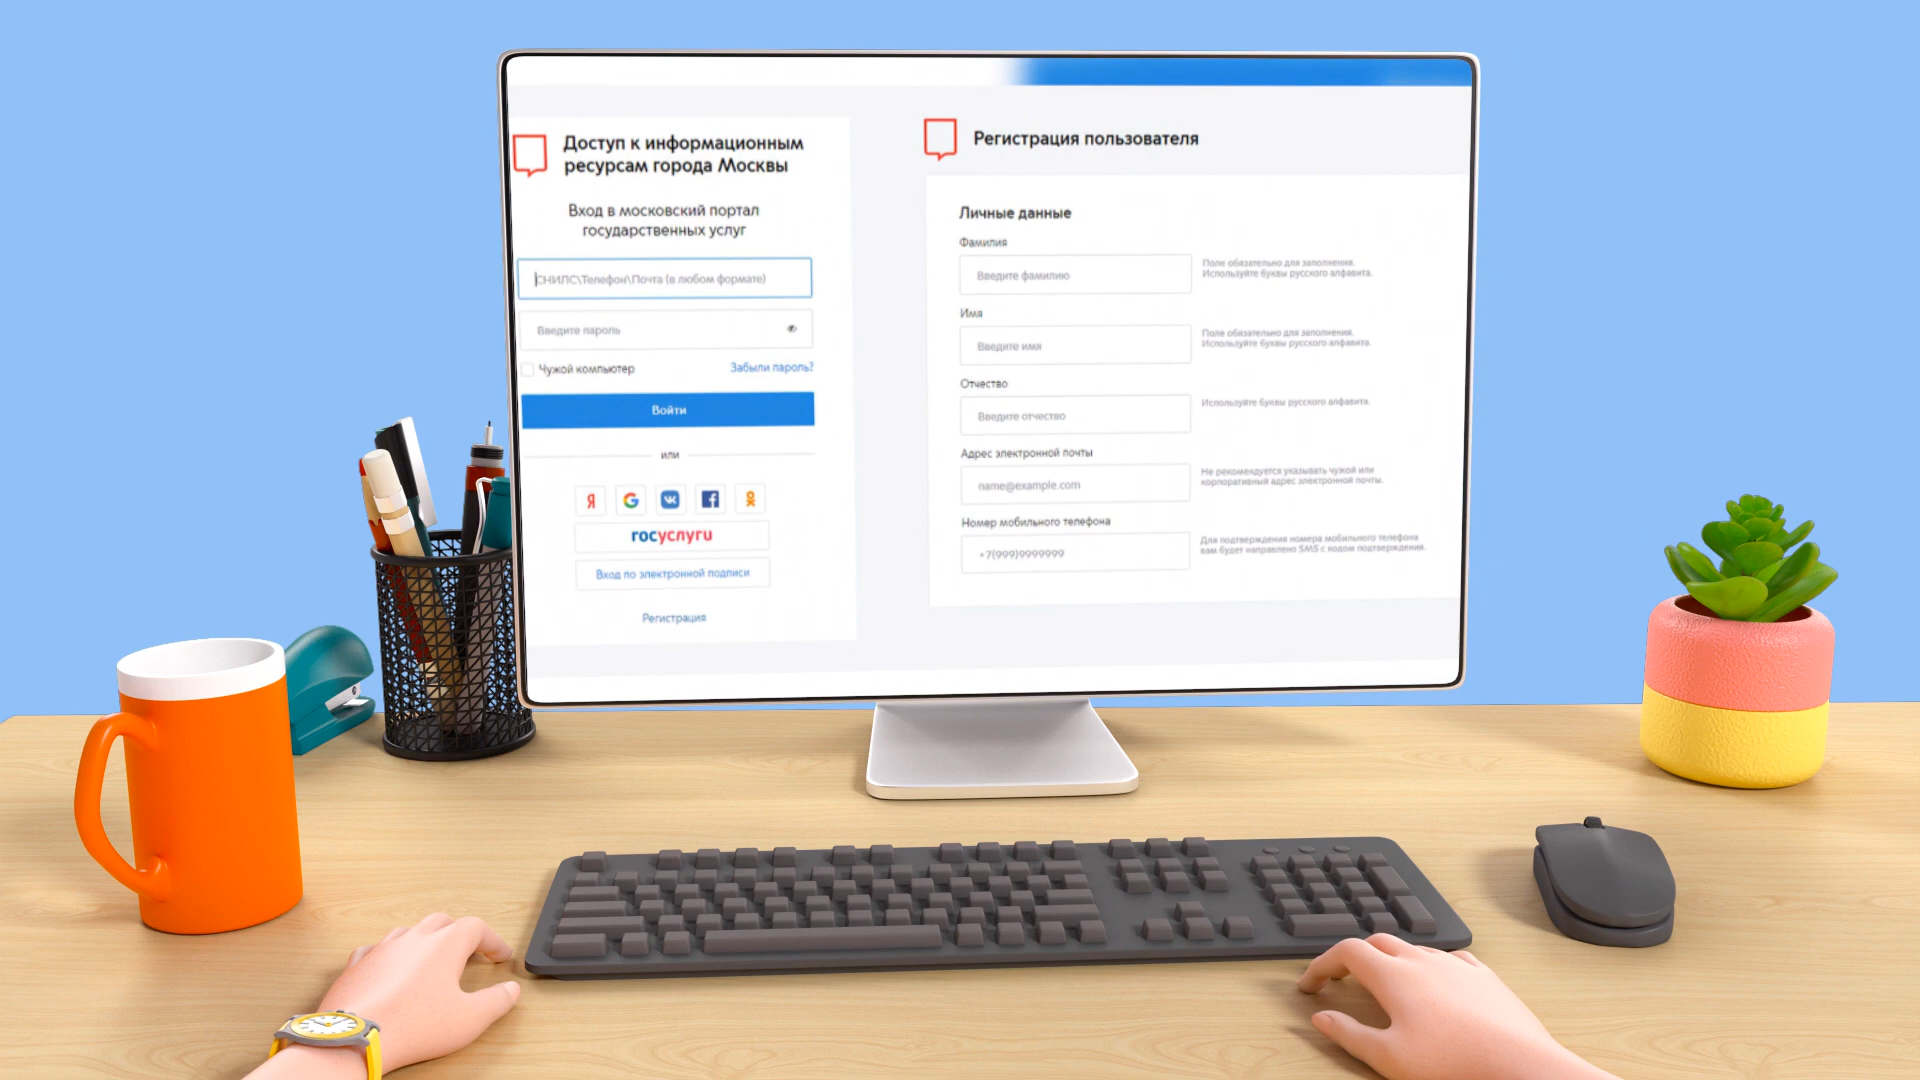 Доступ к информационным
ресурсам города Москвы
Вход в московский портал
государственных услуг
СНИЛС\Телефон\Почта (в любом формате)
Введите пароль
Чужой компьютер
Забыли пароль?
Войти
или
Я
G
госуслуги
Вход по электронной подписи
Регистрация
Регистрация пользователя
Личные данные
Фамилия
Введите фамилию
Поле обязательно для заполнения.
Используйте буквы русского алфавита.
Имя
Введите имя
Поле обязательно для заполнения.
Используйте буквы русского алфавита.
Отчество
Введите отчество
Используйте буквы русского алфавита.
Адрес электронной почты
name@example.com
Не рекомендуется указывать чужой или
корпоративный адрес электронной почты.
Номер мобильного телефона
+7(999)9999999
Для подтверждения номера мобильного телефона
вам будет направлено SMS с кодом подтверждения.